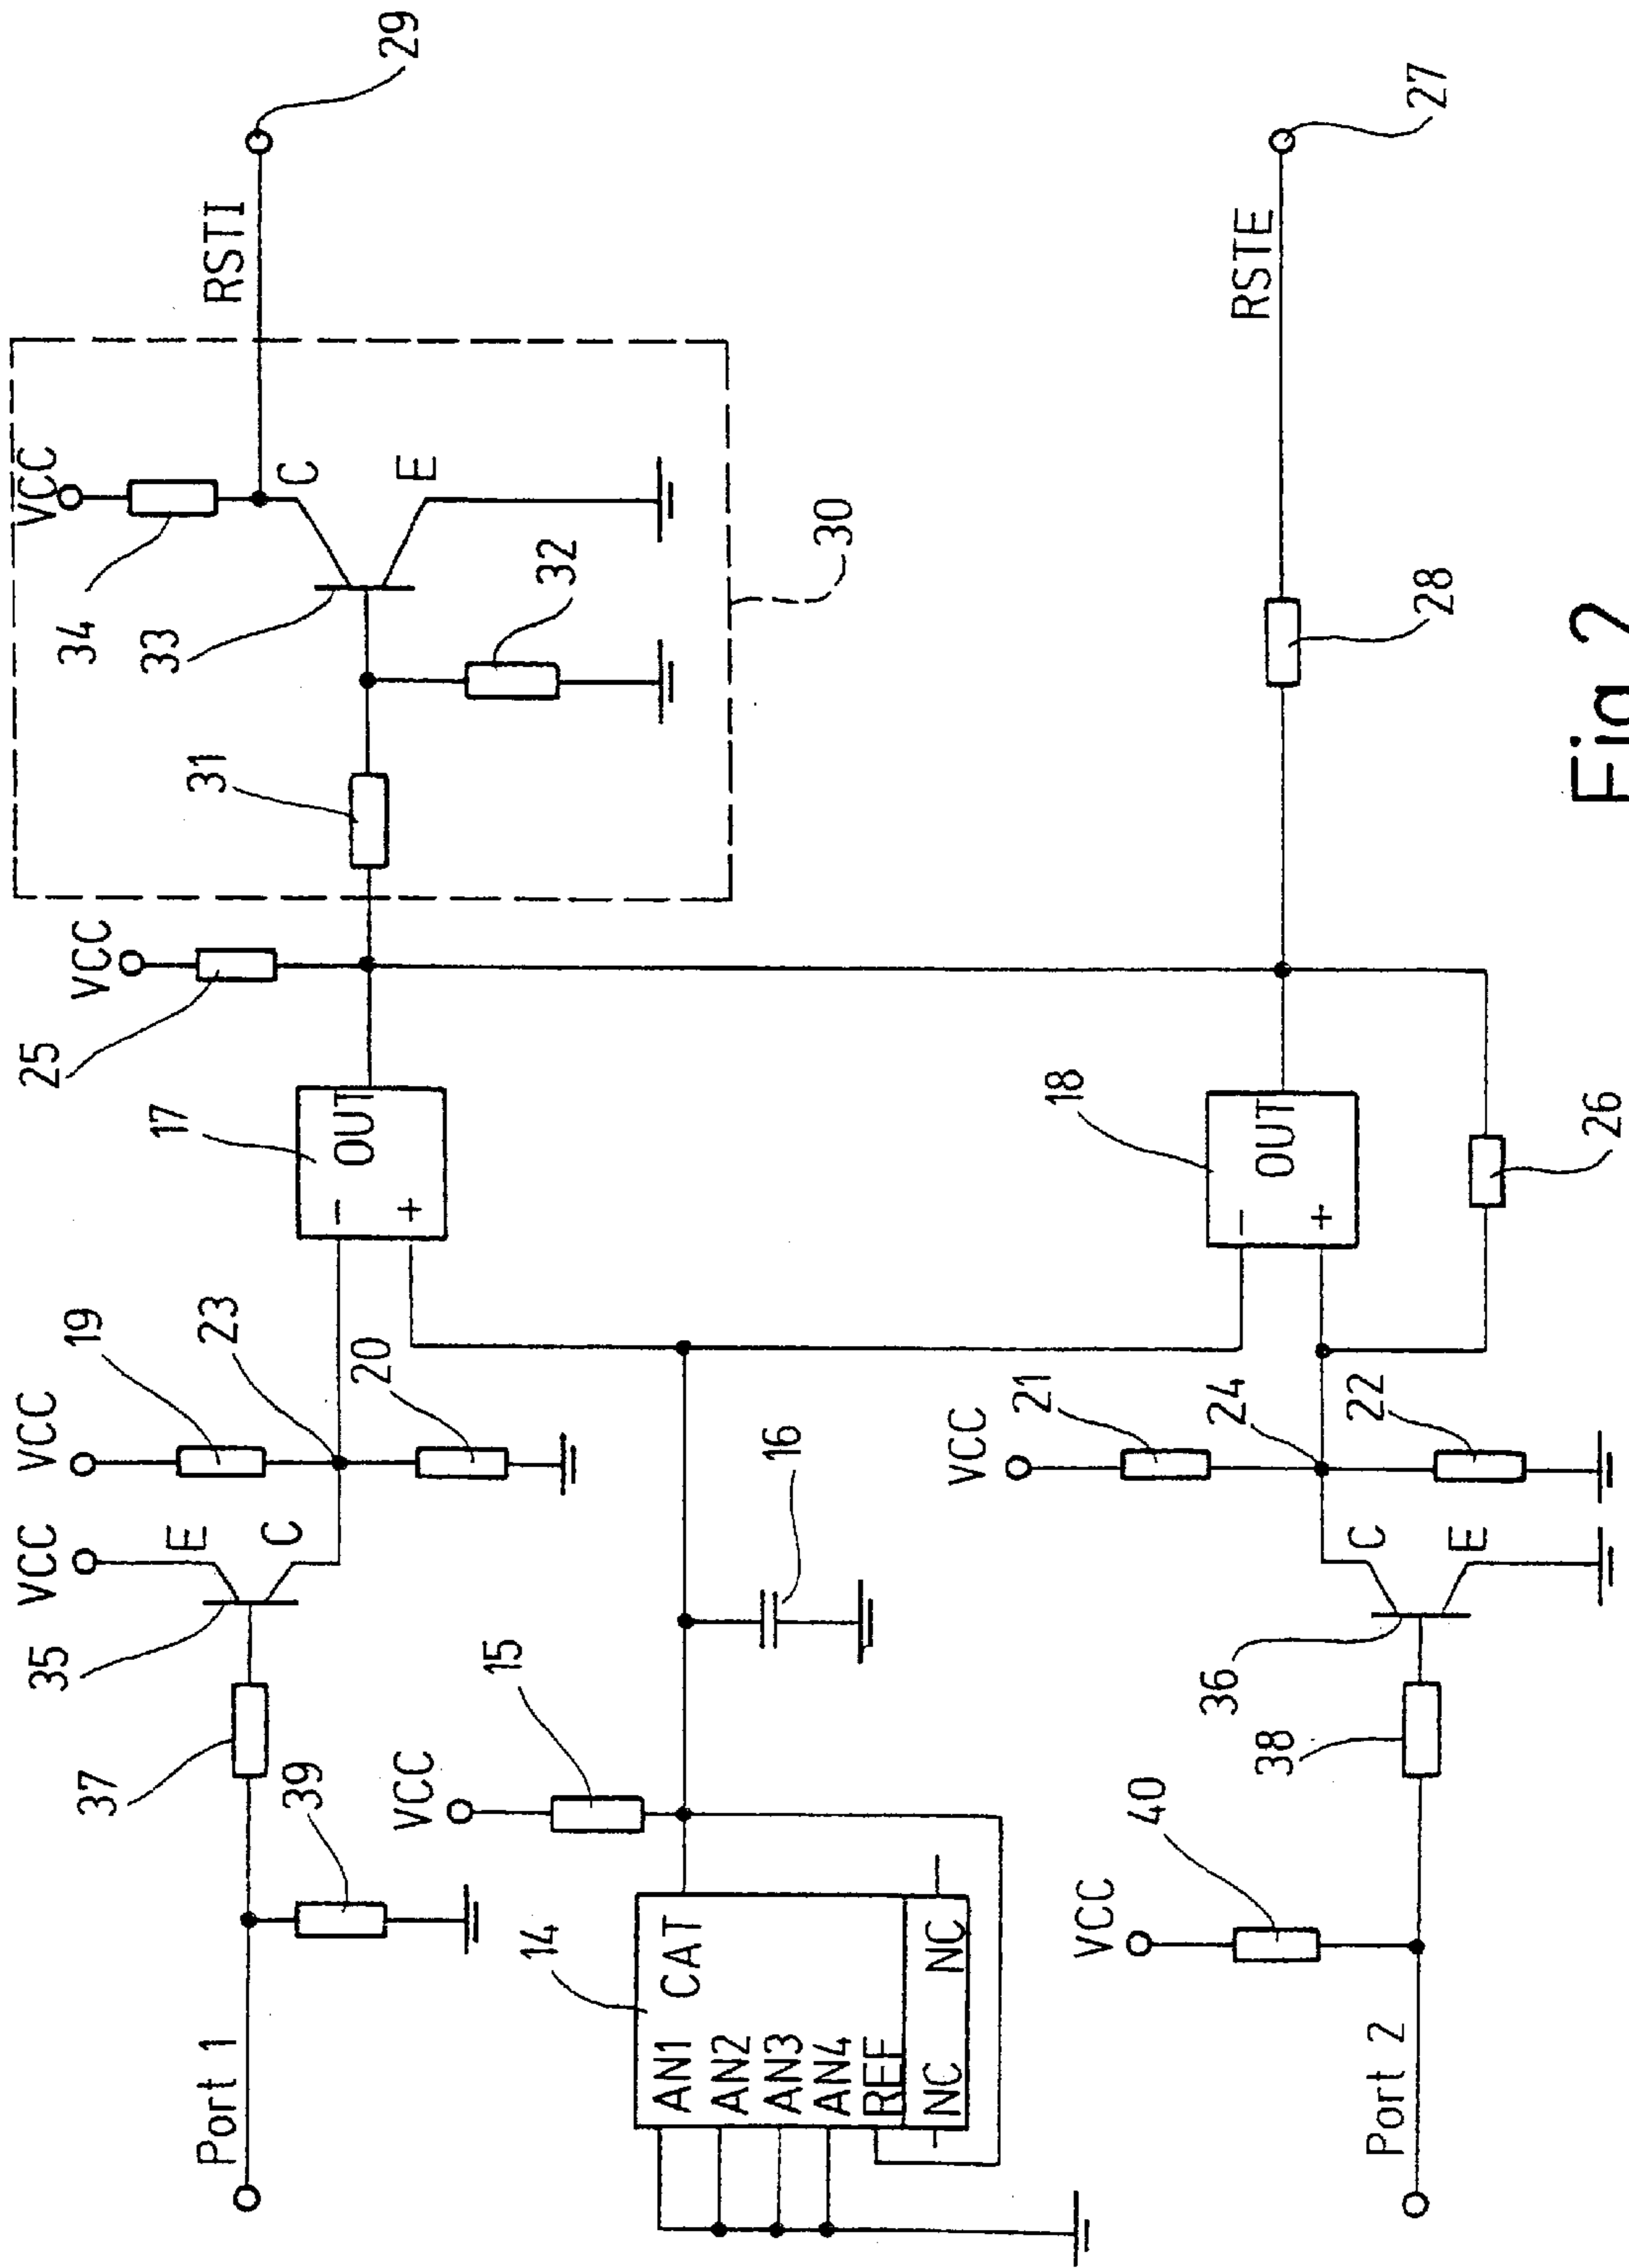 VCC
34
33
C
E
RSTI
29
31
32
30
VCC
25
17
OUT
-
+
VCC
19
23
20
VCC
E
C
35
37
39
Port 1
VCC
15
16
14
AN1
CAT
AN2
AN3
AN4
REF
NC
NC
VCC
21
24
22
18
OUT
-
+
26
28
RSTE
27
C
E
36
38
VCC
40
Port 2
Fig.2